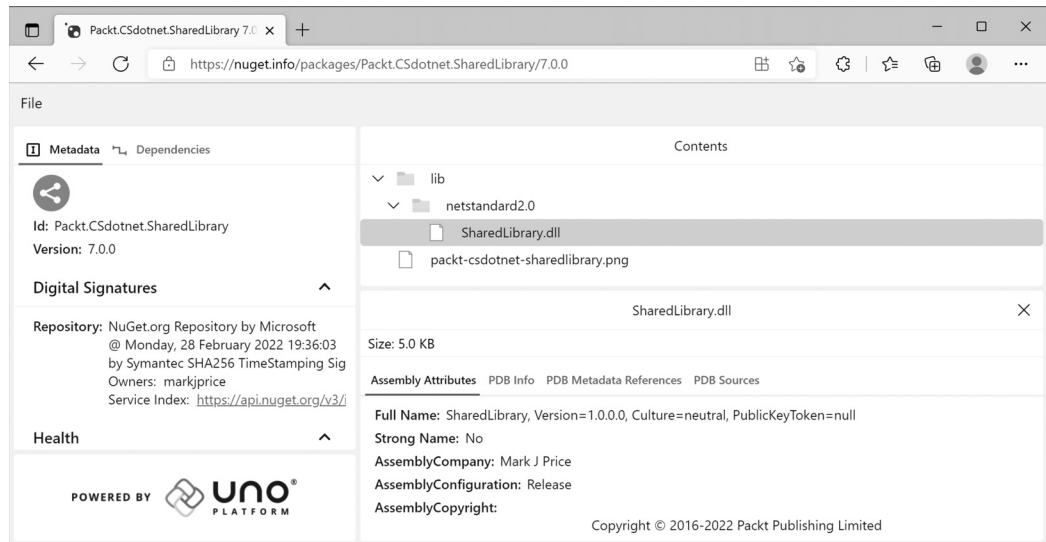 Packt.CSdotnet.SharedLibrary 7.0
https://nuget.info/packages/Packt.CSdotnet.SharedLibrary/7.0.0
File
Metadata
Dependencies
Id: Packt.CSdotnet.SharedLibrary
Version: 7.0.0
Digital Signatures
Repository: NuGet.org Repository by Microsoft
@ Monday, 28 February 2022 19:36:03
by Symantec SHA256 TimeStamping Sig
Owners: markjprice
Service Index: https://api.nuget.org/v3/i
Health
POWERED BY UNO PLATFORM
Contents
lib
netstandard2.0
SharedLibrary.dll
packt-csdotnet-sharedlibrary.png
SharedLibrary.dll
Size: 5.0 KB
Assembly Attributes PDB Info PDB Metadata References PDB Sources
Full Name: SharedLibrary, Version=1.0.0.0, Culture=neutral, PublicKeyToken=null
Strong Name: No
AssemblyCompany: Mark J Price
AssemblyConfiguration: Release
AssemblyCopyright:
Copyright © 2016-2022 Packt Publishing Limited